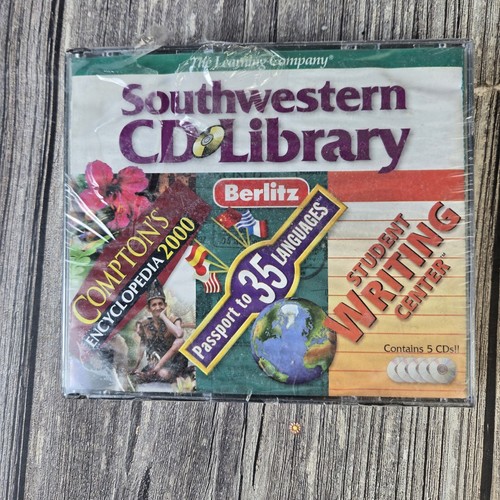 The Learning Company®
Southwestern
CD Library
Berlitz
COMPTON'S
ENCYCLOPEDIA 2000
Passport to 35 LANGUAGES™
STUDENT
WRITING
CENTER™
Contains 5 CDs!!